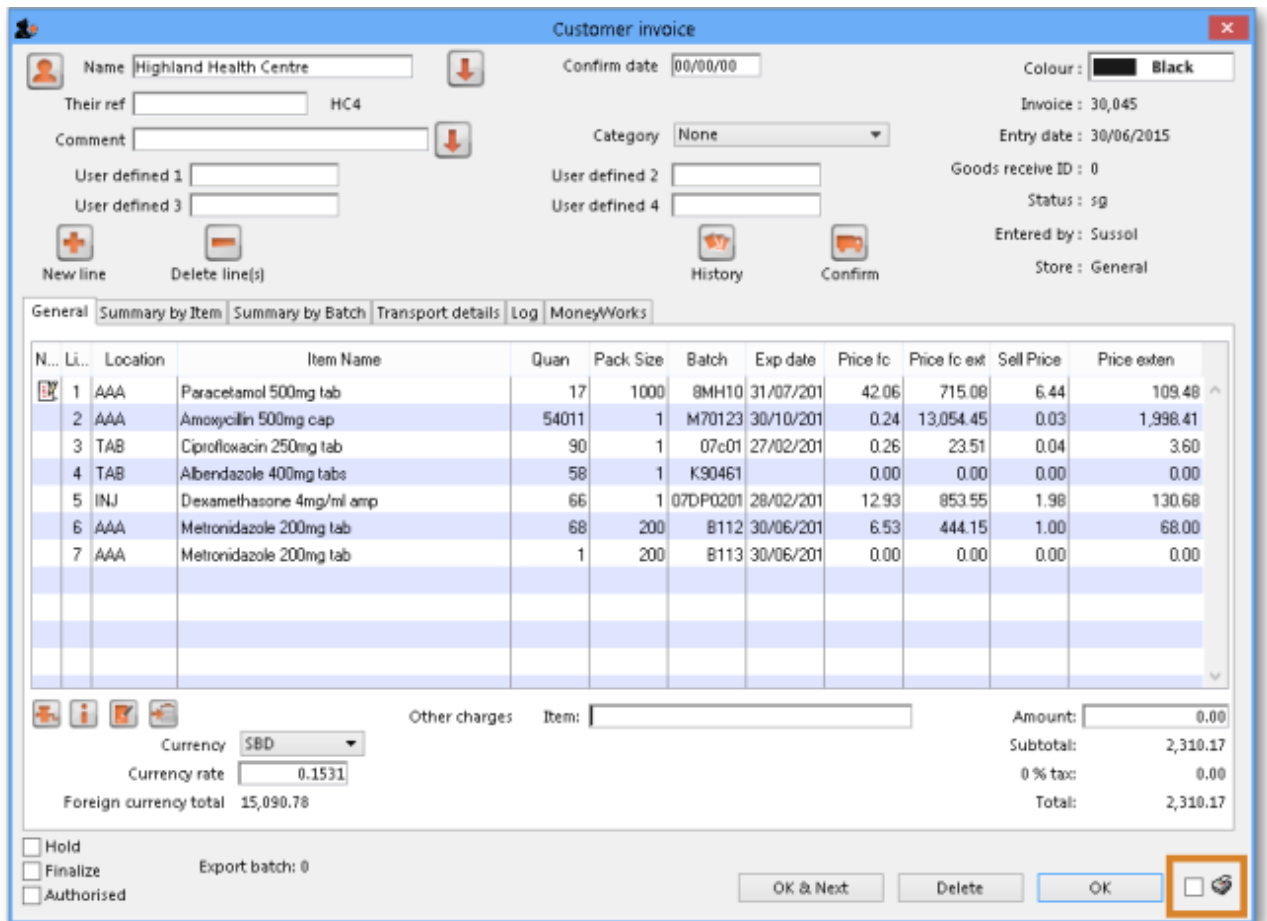 Customer invoice
Name Highland Health Centre Confirm date 00/00/00 Colour : Black
Their ref HC4 Invoice : 30,045
Comment Category None Entry date : 30/06/2015
User defined 1 User defined 2 Goods receive ID : 0
User defined 3 User defined 4 Status : sg
Entered by : Sussol
New line Delete line(s) History Confirm Store : General
General Summary by Item Summary by Batch Transport details Log MoneyWorks
N... Li... Location Item Name Quan Pack Size Batch Exp date Price fc Price fc ext Sell Price Price exten
1 AAA Paracetamol 500mg tab 17 1000 8MH10 31/07/201 42.06 715.08 6.44 109.48
2 AAA Amoxycillin 500mg cap 54011 1 M70123 30/10/201 0.24 13,054.45 0.03 1,998.41
3 TAB Ciprofloxacin 250mg tab 90 1 07c01 27/02/201 0.26 23.51 0.04 3.60
4 TAB Albendazole 400mg tabs 58 1 K90461 0.00 0.00 0.00 0.00
5 INJ Dexamethasone 4mg/ml amp 66 1 07DP0201 28/02/201 12.93 853.55 1.98 130.68
6 AAA Metronidazole 200mg tab 68 200 B112 30/06/201 6.53 444.15 1.00 68.00
7 AAA Metronidazole 200mg tab 1 200 B113 30/06/201 0.00 0.00 0.00 0.00
Other charges Item: Amount: 0.00
Currency SBD Subtotal: 2,310.17
Currency rate 0.1531 0 % tax: 0.00
Foreign currency total 15,090.78 Total: 2,310.17
Hold
Finalize Export batch: 0
Authorised OK & Next Delete OK